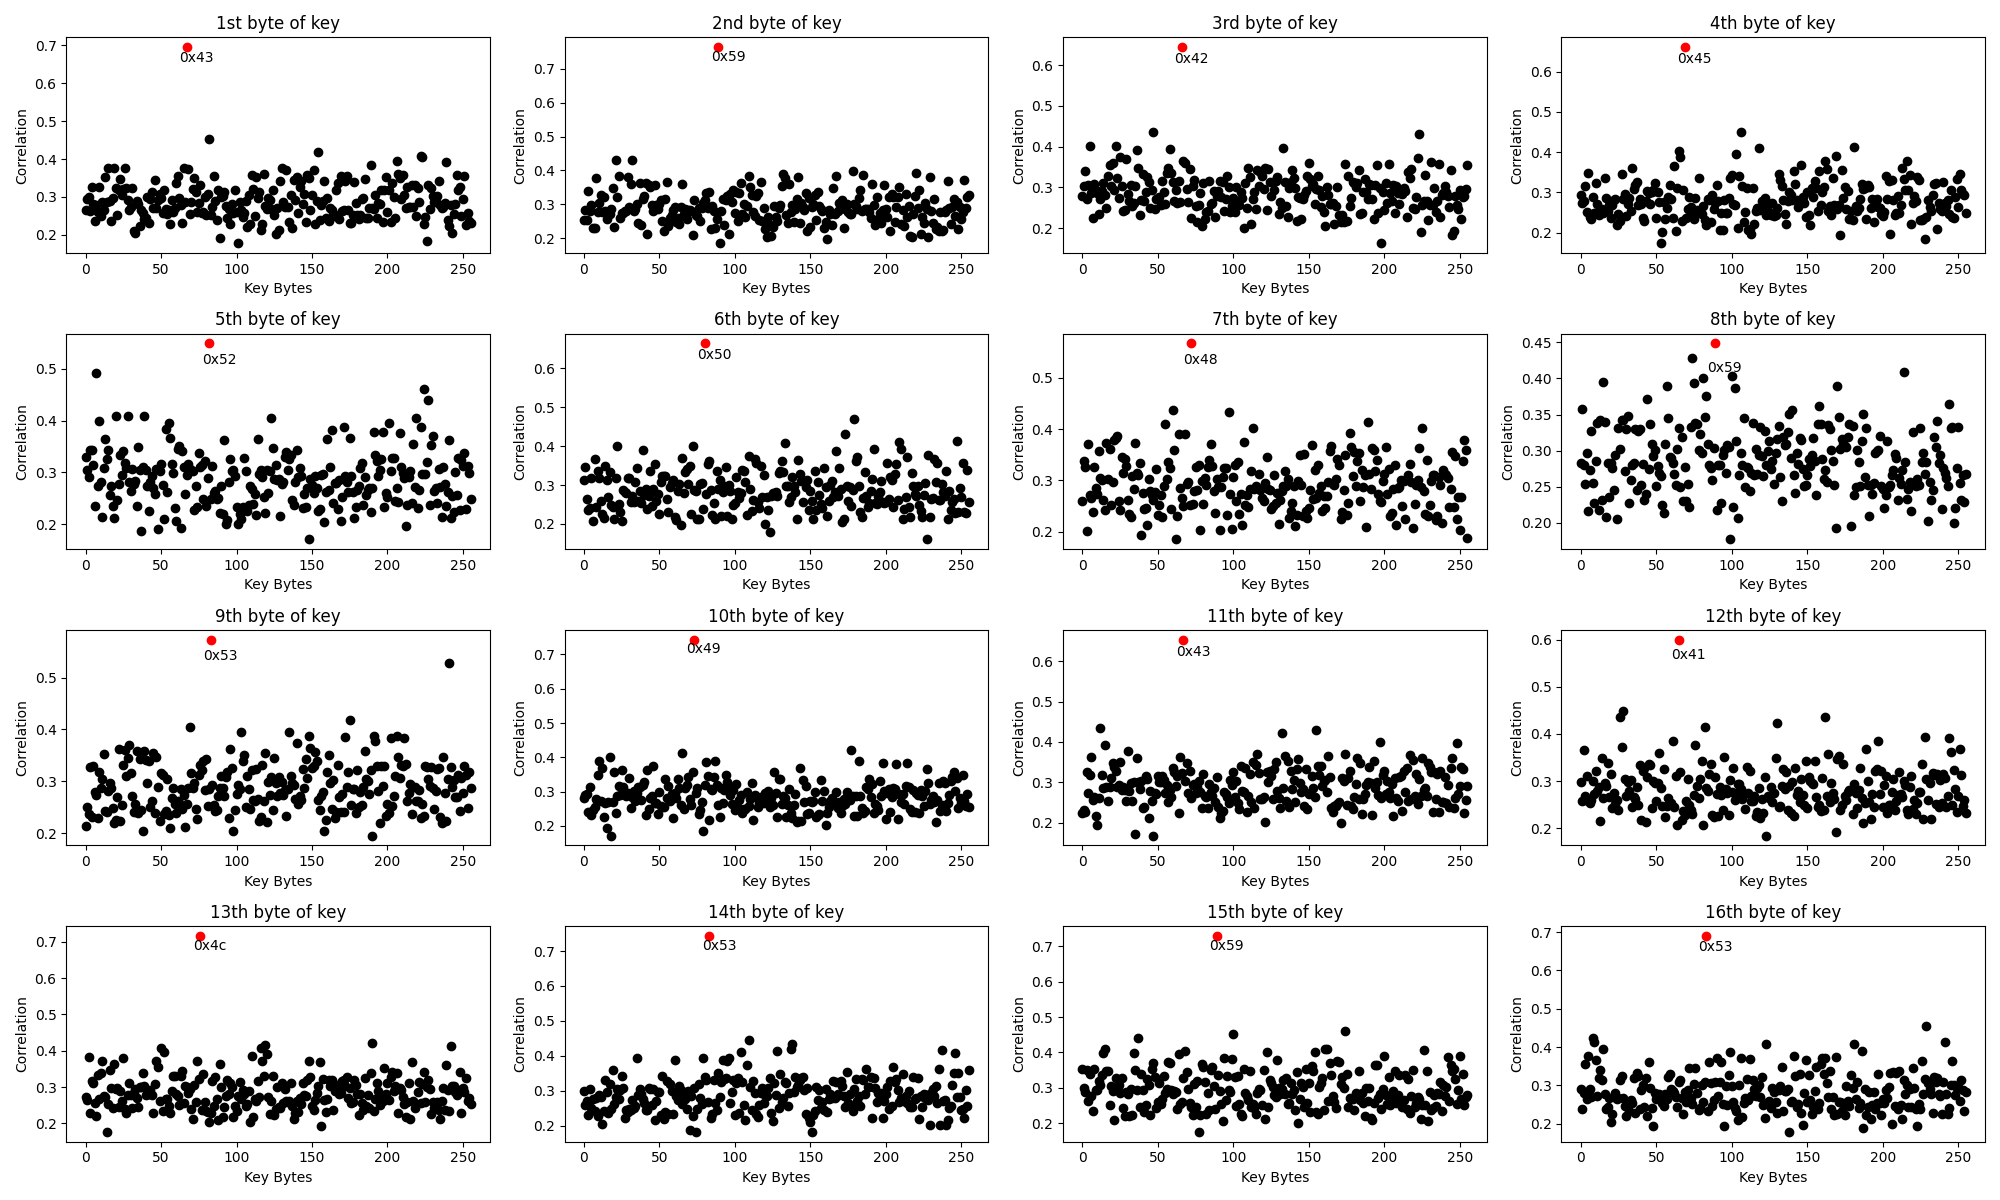 1st byte of key
2nd byte of key
3rd byte of key
4th byte of key
0.7
0.6
0.5
0.4
0.3
0.2
Correlation
0x43
0 50 100 150 200 250
Key Bytes
0.7
0.6
0.5
0.4
0.3
0.2
Correlation
0x59
0 50 100 150 200 250
Key Bytes
0.6
0.5
0.4
0.3
0.2
Correlation
0x42
0 50 100 150 200 250
Key Bytes
0.6
0.5
0.4
0.3
0.2
Correlation
0x45
0 50 100 150 200 250
Key Bytes
5th byte of key
6th byte of key
7th byte of key
8th byte of key
0.5
0.4
0.3
0.2
Correlation
0x52
0 50 100 150 200 250
Key Bytes
0.6
0.5
0.4
0.3
0.2
Correlation
0x50
0 50 100 150 200 250
Key Bytes
0.5
0.4
0.3
0.2
Correlation
0x48
0 50 100 150 200 250
Key Bytes
0.45
0.40
0.35
0.30
0.25
0.20
Correlation
0x59
0 50 100 150 200 250
Key Bytes
9th byte of key
10th byte of key
11th byte of key
12th byte of key
0.5
0.4
0.3
0.2
Correlation
0x53
0 50 100 150 200 250
Key Bytes
0.7
0.6
0.5
0.4
0.3
0.2
Correlation
0x49
0 50 100 150 200 250
Key Bytes
0.6
0.5
0.4
0.3
0.2
Correlation
0x43
0 50 100 150 200 250
Key Bytes
0.6
0.5
0.4
0.3
0.2
Correlation
0x41
0 50 100 150 200 250
Key Bytes
13th byte of key
14th byte of key
15th byte of key
16th byte of key
0.7
0.6
0.5
0.4
0.3
0.2
Correlation
0x4c
0 50 100 150 200 250
Key Bytes
0.7
0.6
0.5
0.4
0.3
0.2
Correlation
0x53
0 50 100 150 200 250
Key Bytes
0.7
0.6
0.5
0.4
0.3
0.2
Correlation
0x59
0 50 100 150 200 250
Key Bytes
0.7
0.6
0.5
0.4
0.3
0.2
Correlation
0x53
0 50 100 150 200 250
Key Bytes